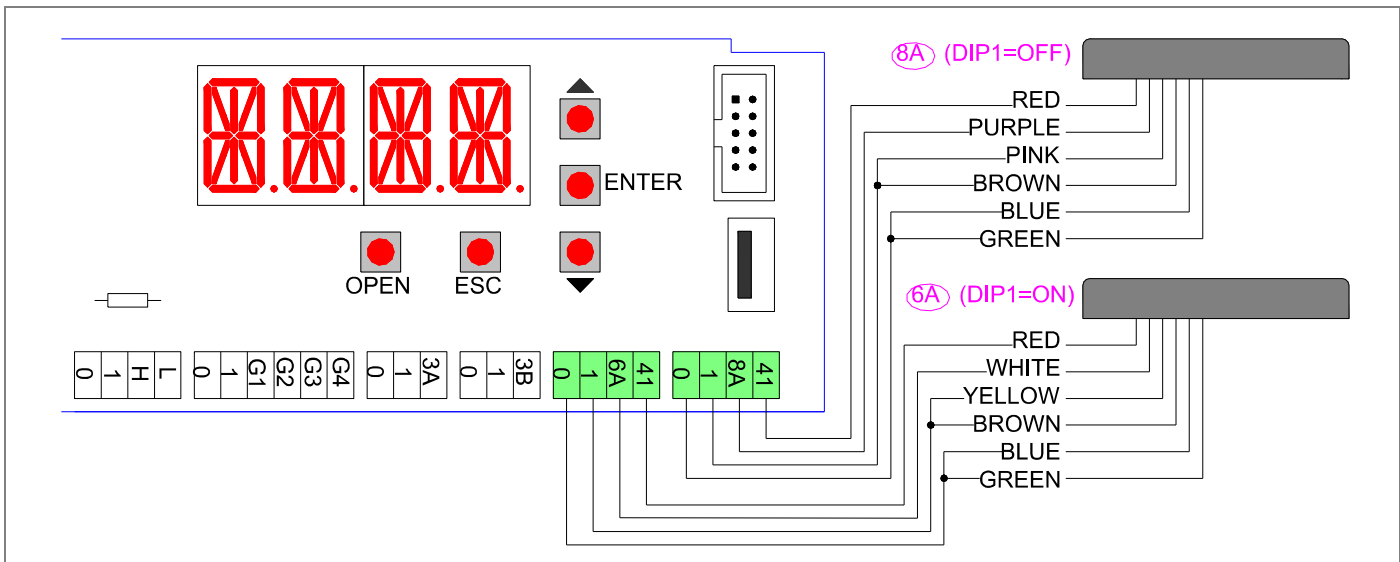 8A (DIP1=OFF)
RED
PURPLE
PINK
BROWN
BLUE
GREEN
ENTER
OPEN ESC
6A (DIP1=ON)
RED
WHITE
YELLOW
BROWN
BLUE
GREEN
0 1 H L 0 1 G1 G2 G3 G4 0 1 3A 0 1 3B 0 1 6A 41 0 1 8A 41